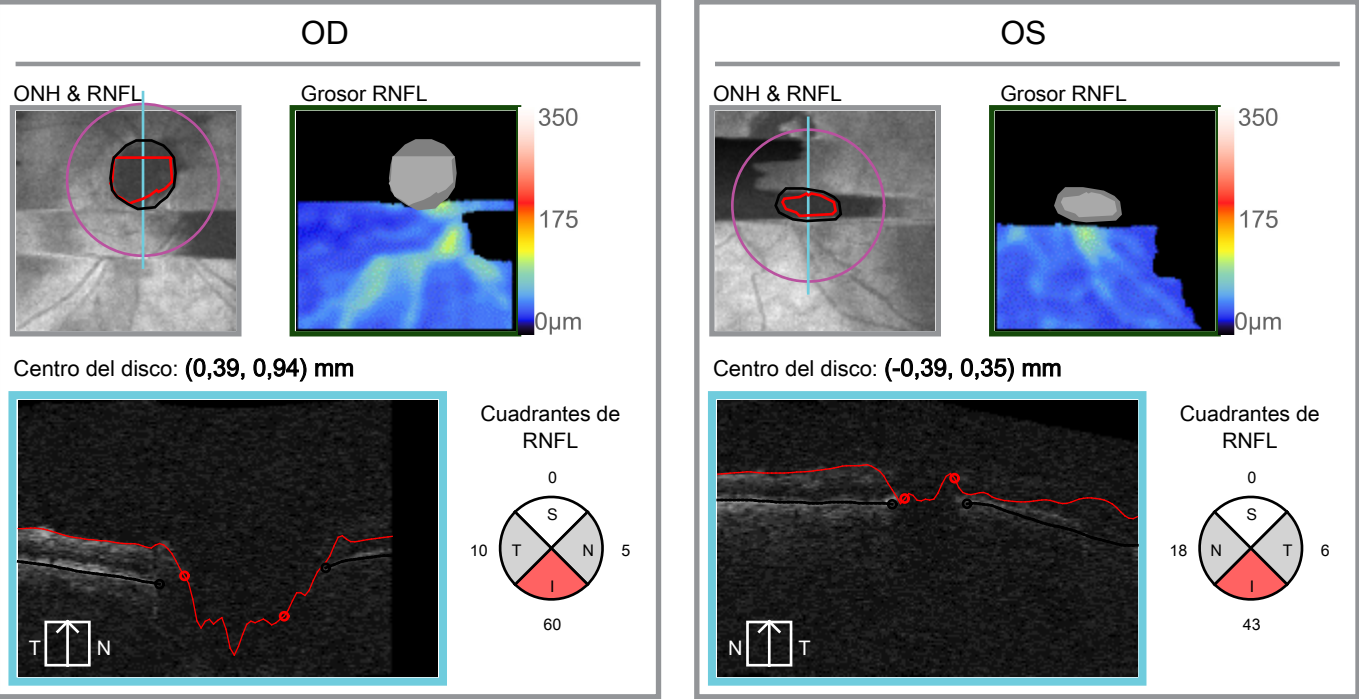 OD
ONH & RNFL
Grosor RNFL
350
175
0µm
Centro del disco: (0,39, 0,94) mm
Cuadrantes de
RNFL
0
S
10
T
N
5
I
60
T
N
OS
ONH & RNFL
Grosor RNFL
350
175
0µm
Centro del disco: (-0,39, 0,35) mm
Cuadrantes de
RNFL
0
S
18
N
T
6
I
43
N
T